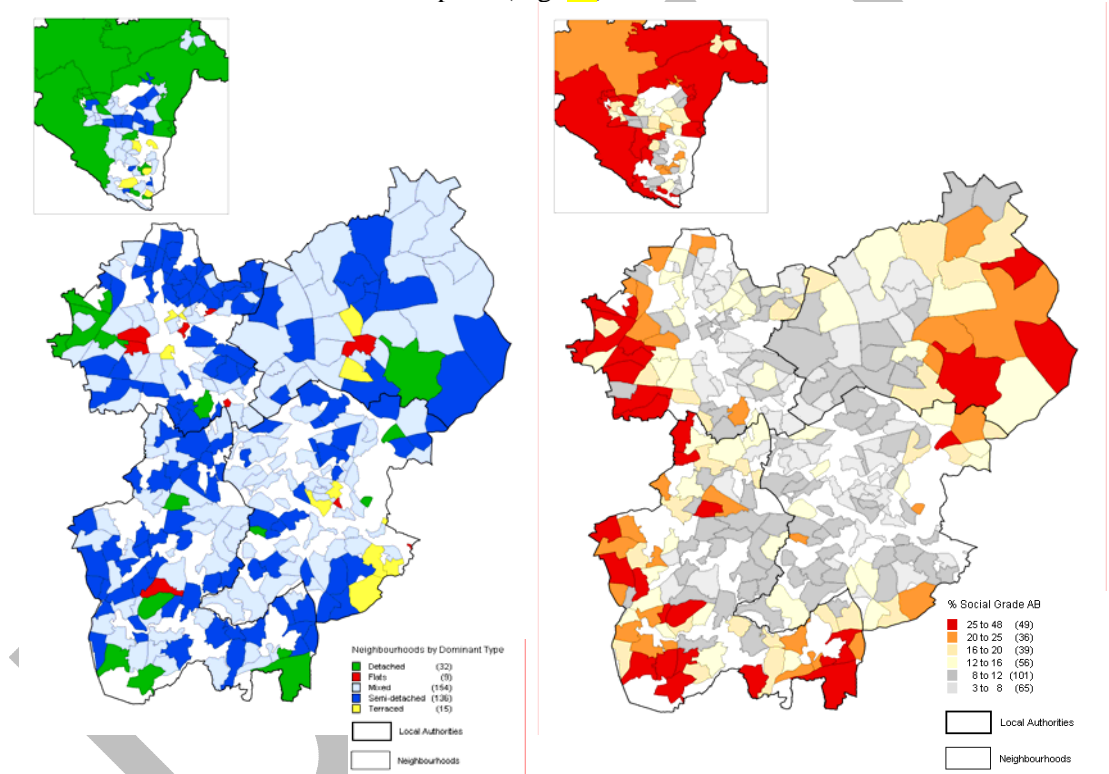 Neighbourhoods by Dominant Type
Detached (32)
Flats (9)
Mixed (154)
Semi-detached (136)
Terraced (15)
Local Authorities
Neighbourhoods
% Social Grade AB
25 to 48 (49)
20 to 25 (36)
16 to 20 (39)
12 to 16 (56)
8 to 12 (101)
3 to 8 (65)
Local Authorities
Neighbourhoods